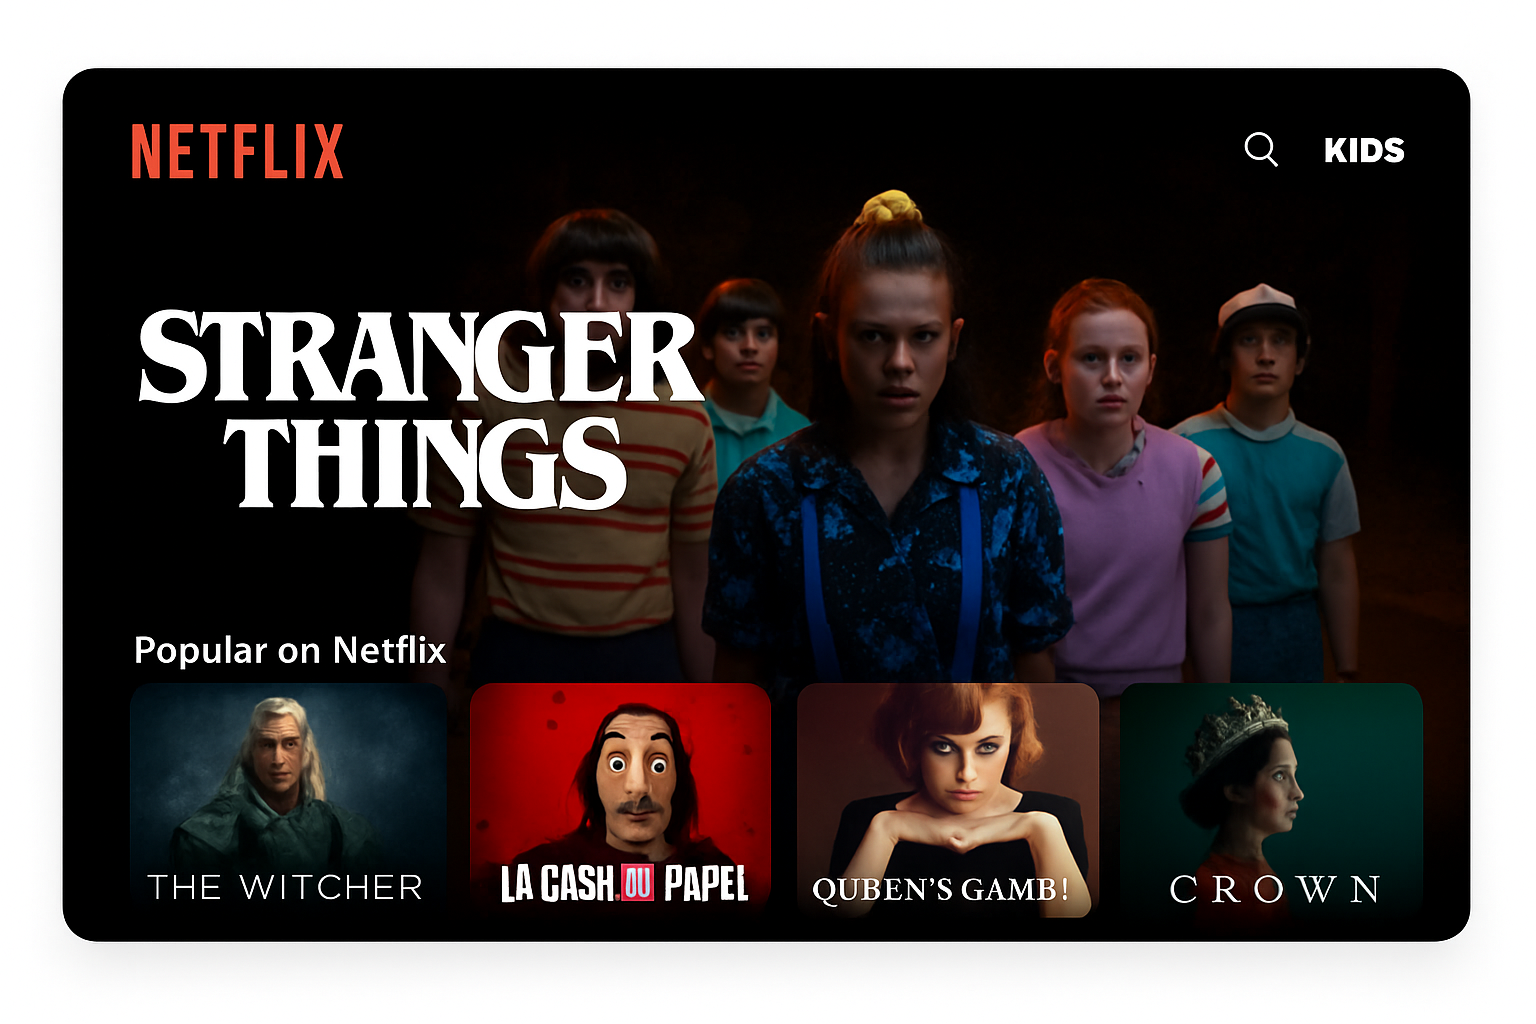 NETFLIX
KIDS
STRANGER
THINGS
Popular on Netflix
THE WITCHER
LA CASH.OU PAPEL
QUBEN'S GAMB!
CROWN